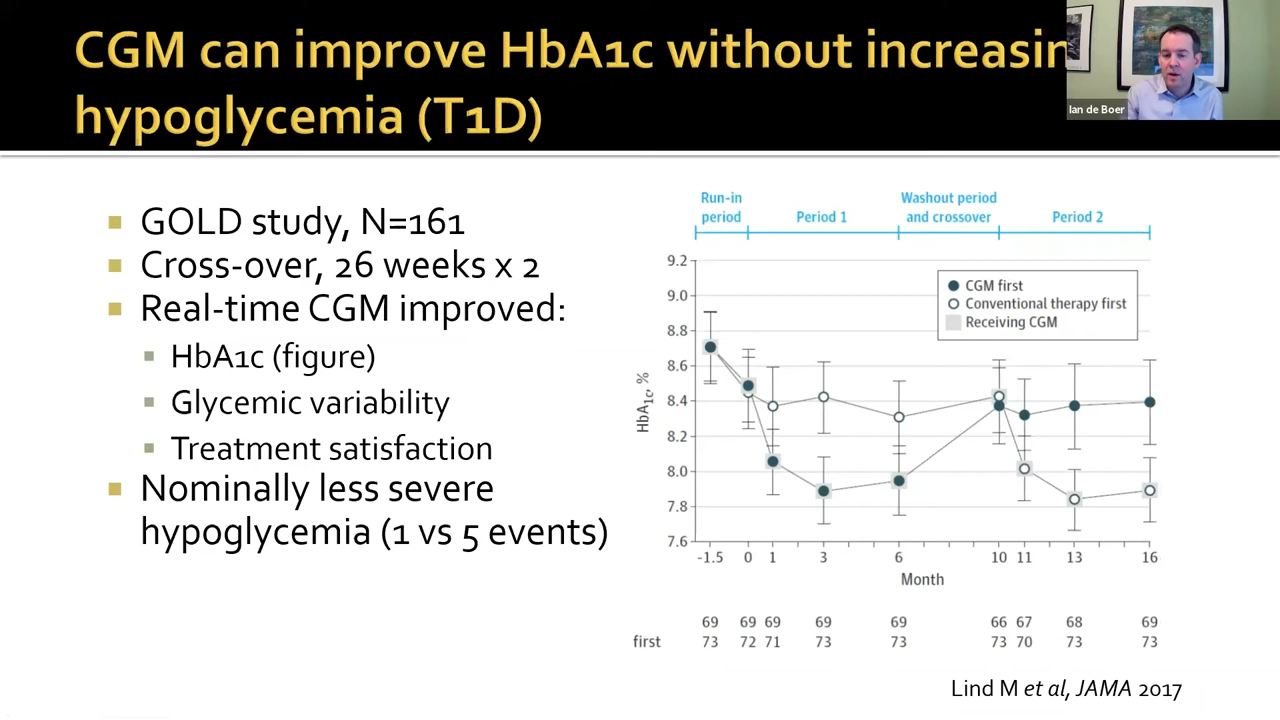 CGM can improve HbA1c without increasin
hypoglycemia (T1D)
Ian de Boer
GOLD study, N=161
Cross-over, 26 weeks x 2
Real-time CGM improved:
HbA1c (figure)
Glycemic variability
Treatment satisfaction
Nominally less severe
hypoglycemia (1 vs 5 events)
Run-in
period
Period 1
Washout period
and crossover
Period 2
CGM first
Conventional therapy first
Receiving CGM
HbA1c, %
9.2
9.0
8.8
8.6
8.4
8.2
8.0
7.8
7.6
-1.5 0 1 3 6 10 11 13 16
Month
69 69 69 69 69 66 67 68 69
first 73 72 71 73 73 73 70 73 73
Lind M et al, JAMA 2017